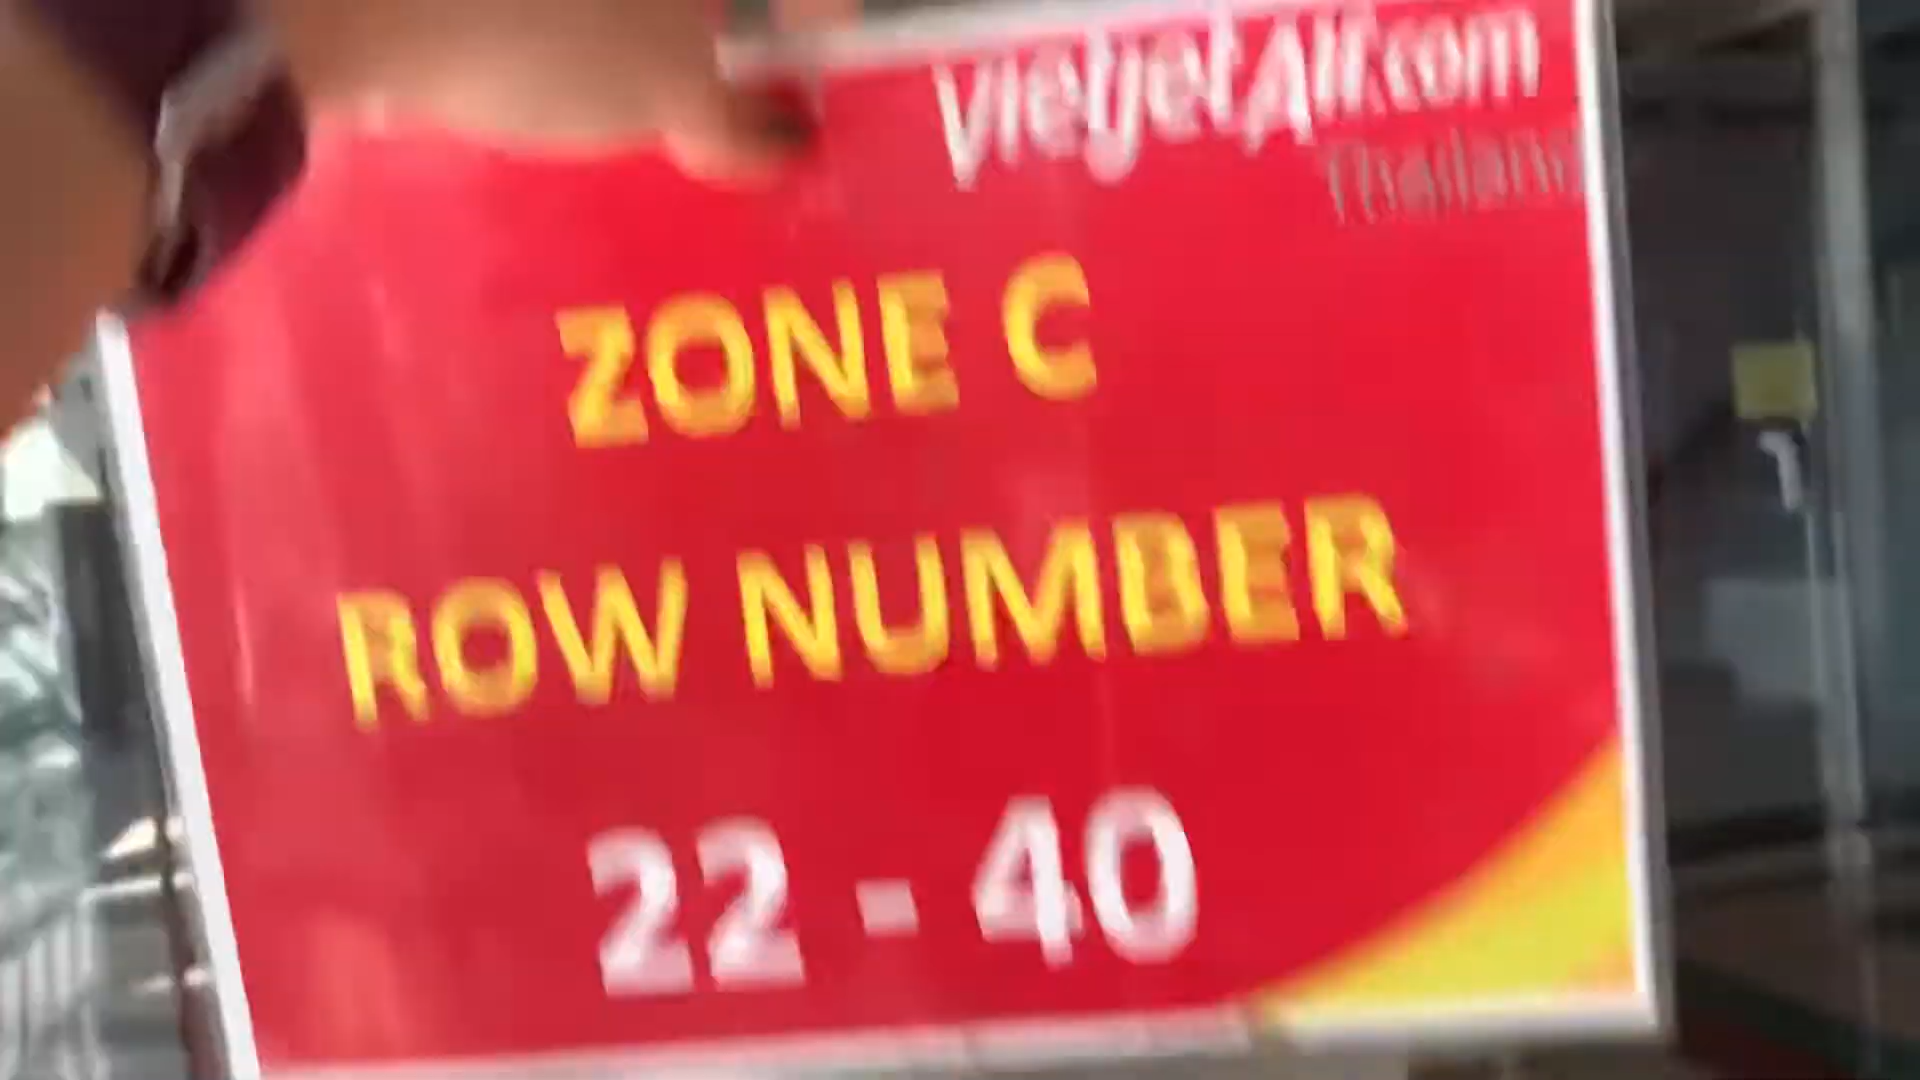 VietJetAir.com
Thailand
ZONE C
ROW NUMBER
22 - 40